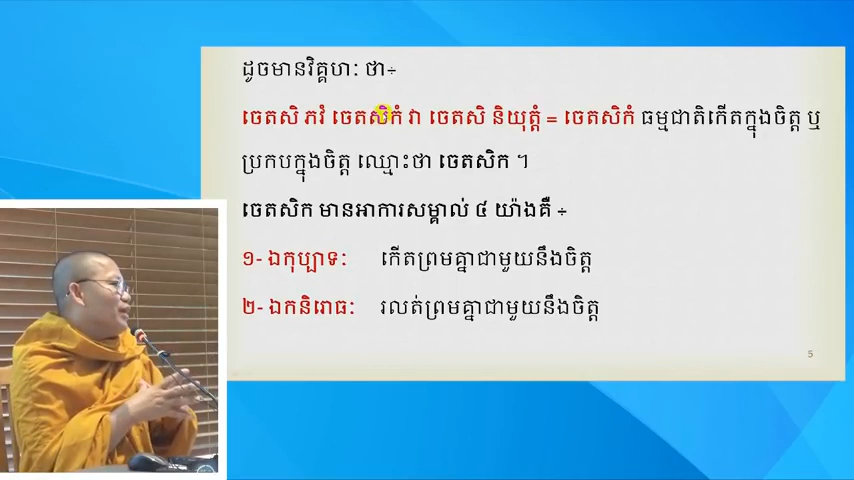 ដូចមានវិគ្គហៈ ថា÷
ចេតសិ ភវំ ចេតសិកំ វា ចេតសិ និយុត្តំ = ចេតសិកំ ធម្មជាតិកើតក្នុងចិត្ត ឬ
ប្រកបក្នុងចិត្ត ឈ្មោះថា ចេតសិក ។
ចេតសិក មានអាការសម្គាល់ ៤ យ៉ាងគឺ ÷
១- ឯកុប្បាទៈ កើតព្រមគ្នាជាមួយនឹងចិត្ត
២- ឯកនិរោធៈ រលត់ព្រមគ្នាជាមួយនឹងចិត្ត
5